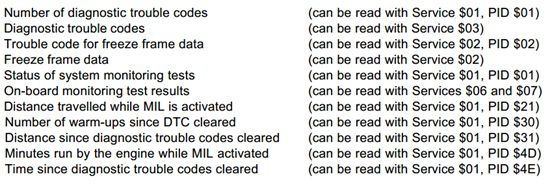 Number of diagnostic trouble codes (can be read with Service $01, PID $01)
Diagnostic trouble codes (can be read with Service $03)
Trouble code for freeze frame data (can be read with Service $02, PID $02)
Freeze frame data (can be read with Service $02)
Status of system monitoring tests (can be read with Service $01, PID $01)
On-board monitoring test results (can be read with Services $06 and $07)
Distance travelled while MIL is activated (can be read with Service $01, PID $21)
Number of warm-ups since DTC cleared (can be read with Service $01, PID $30)
Distance since diagnostic trouble codes cleared (can be read with Service $01, PID $31)
Minutes run by the engine while MIL activated (can be read with Service $01, PID $4D)
Time since diagnostic trouble codes cleared (can be read with Service $01, PID $4E)